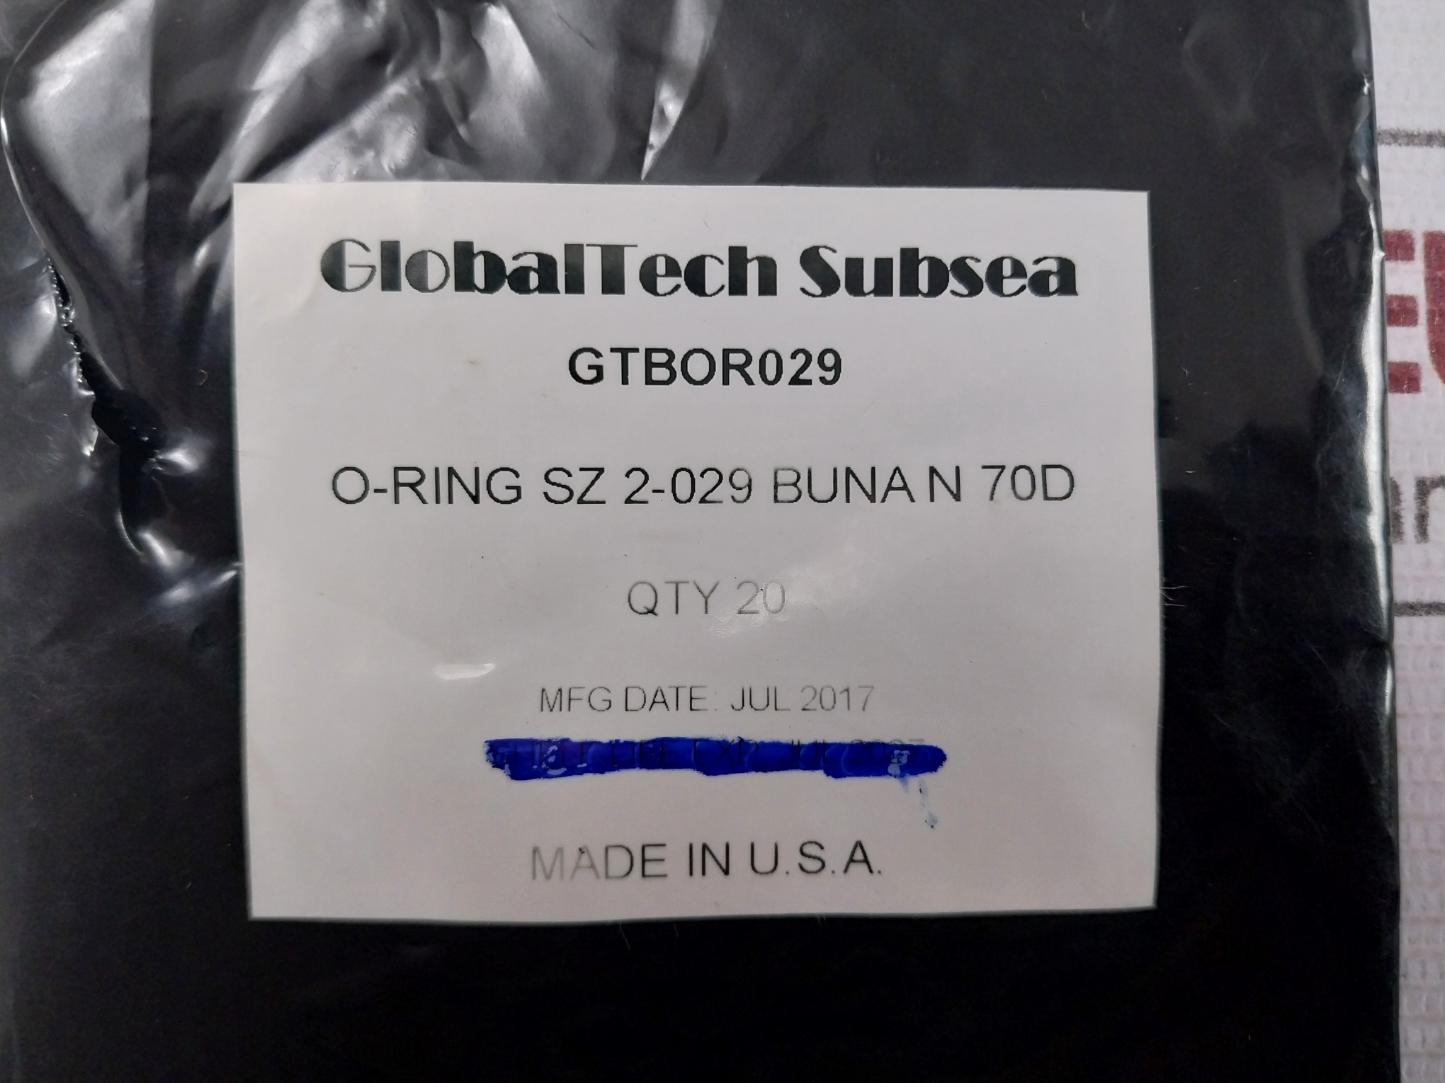 GlobalTech Subsea
GTBOR029
O-RING SZ 2-029 BUNA N 70D
QTY 20
MFG DATE: JUL 2017
MADE IN U.S.A.